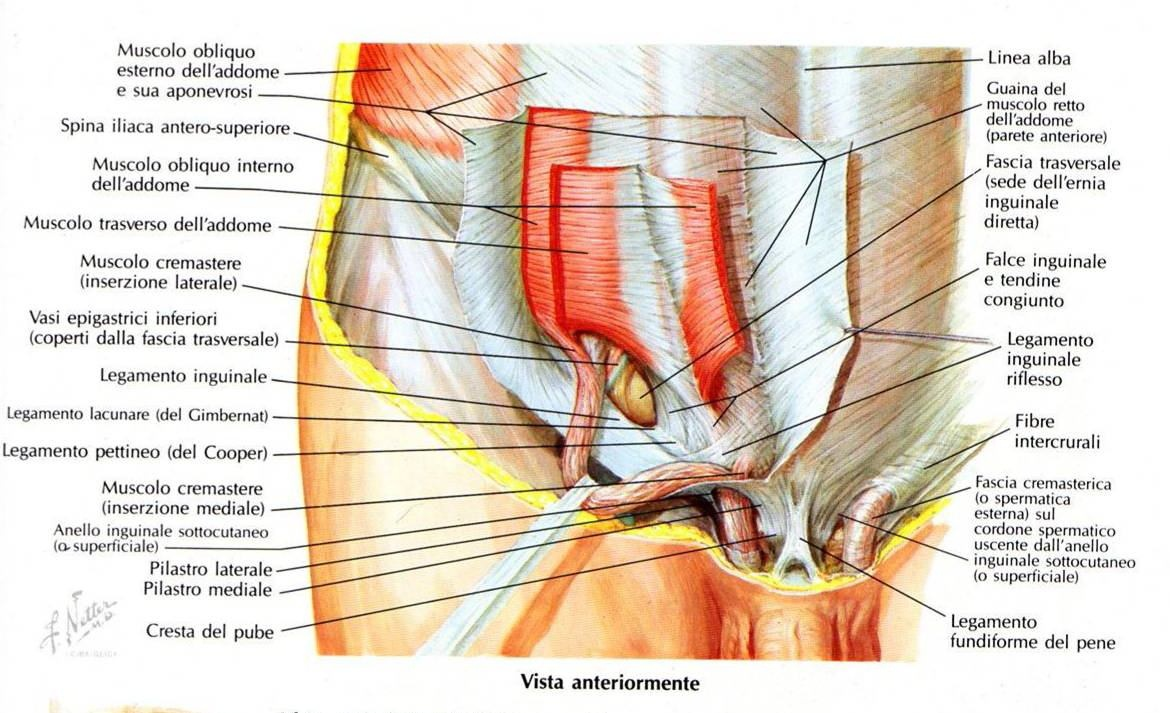 Muscolo obliquo
esterno dell'addome
e sua aponevrosi
Spina iliaca antero-superiore
Muscolo obliquo interno
dell'addome
Muscolo trasverso dell'addome
Muscolo cremastere
(inserzione laterale)
Vasi epigastrici inferiori
(coperti dalla fascia trasversale)
Legamento inguinale
Legamento lacunare (del Gimbernat)
Legamento pettineo (del Cooper)
Muscolo cremastere
(inserzione mediale)
Anello inguinale sottocutaneo
(o superficiale)
Pilastro laterale
Pilastro mediale
Cresta del pube
Linea alba
Guaina del
muscolo retto
dell'addome
(parete anteriore)
Fascia trasversale
(sede dell'ernia
inguinale
diretta)
Falce inguinale
e tendine
congiunto
Legamento
inguinale
riflesso
Fibre
intercrurali
Fascia cremasterica
(o spermatica
esterna) sul
cordone spermatico
uscente dall'anello
inguinale sottocutaneo
(o superficiale)
Legamento
fundiforme del pene
F. Netter
M.D.
Vista anteriormente